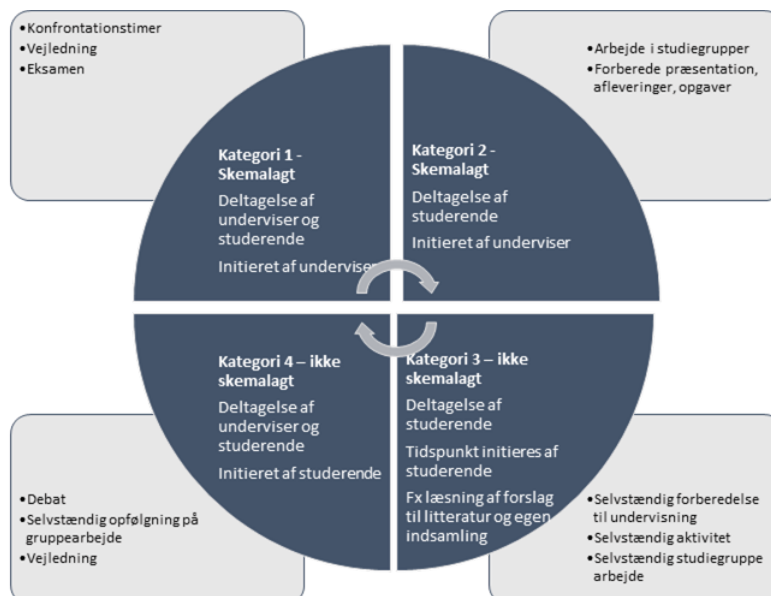 •Konfrontationstimer
•Vejledning
•Eksamen
•Arbejde i studiegrupper
•Forberede præsentation,
afleveringer, opgaver
Kategori 1 -
Skemalagt
Deltagelse af
underviser og
studerende
Initieret af underviser
Kategori 2 -
Skemalagt
Deltagelse af
studerende
Initieret af underviser
Kategori 4 – ikke
skemalagt
Deltagelse af
underviser og
studerende
Initieret af studerende
Kategori 3 – ikke
skemalagt
Deltagelse af
studerende
Tidspunkt initieres af
studerende
Fx læsning af forslag
til litteratur og egen
indsamling
•Debat
•Selvstændig opfølgning på
gruppearbejde
•Vejledning
•Selvstændig forberedelse
til undervisning
•Selvstændig aktivitet
•Selvstændig studiegruppe
arbejde